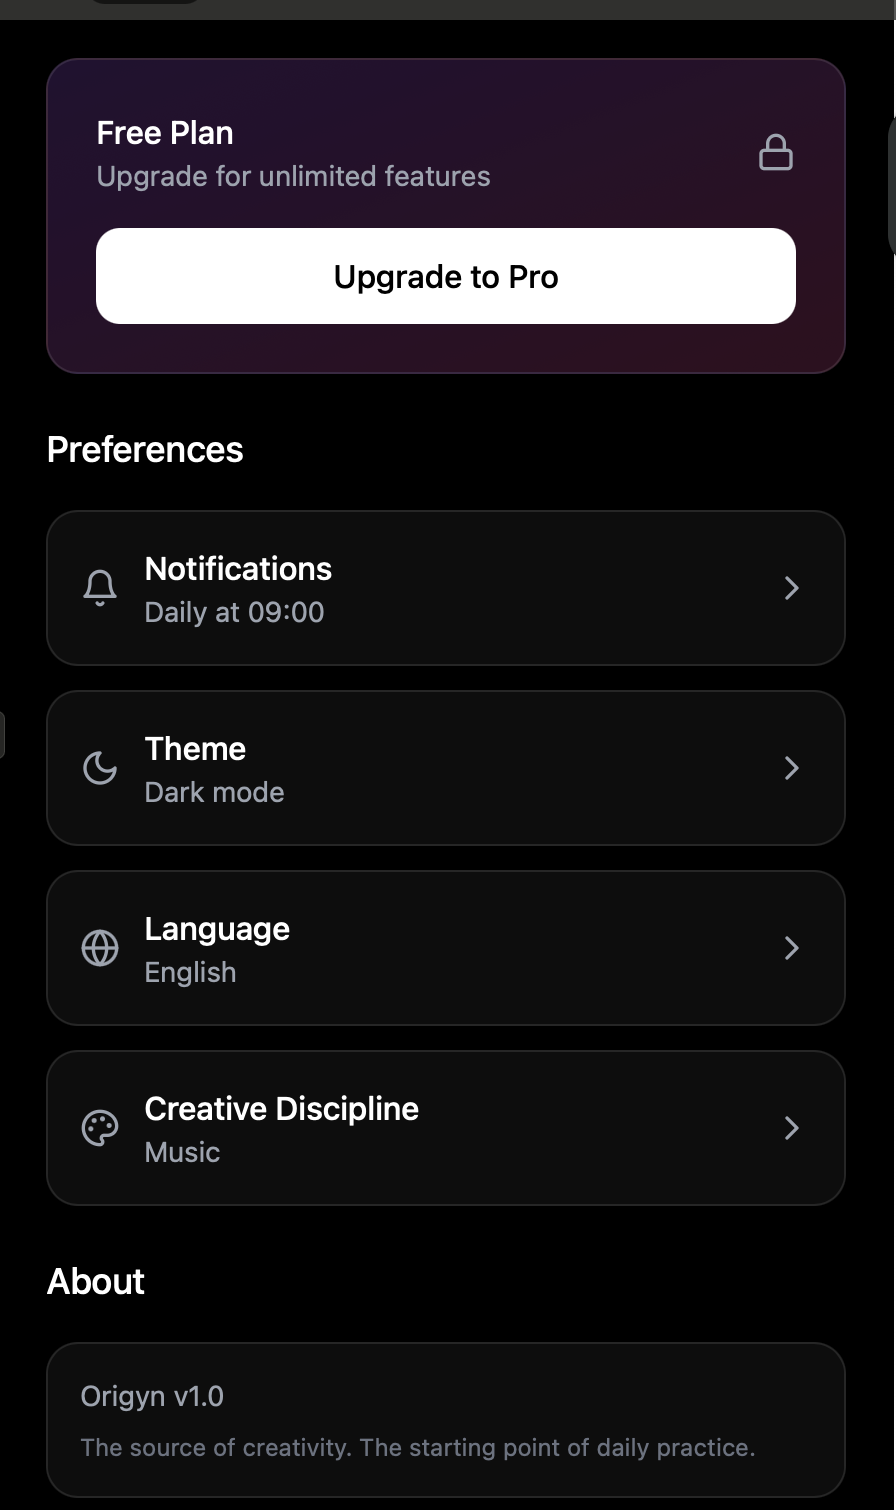 Free Plan
Upgrade for unlimited features
Upgrade to Pro
Preferences
Notifications
Daily at 09:00
Theme
Dark mode
Language
English
Creative Discipline
Music
About
Origyn v1.0
The source of creativity. The starting point of daily practice.